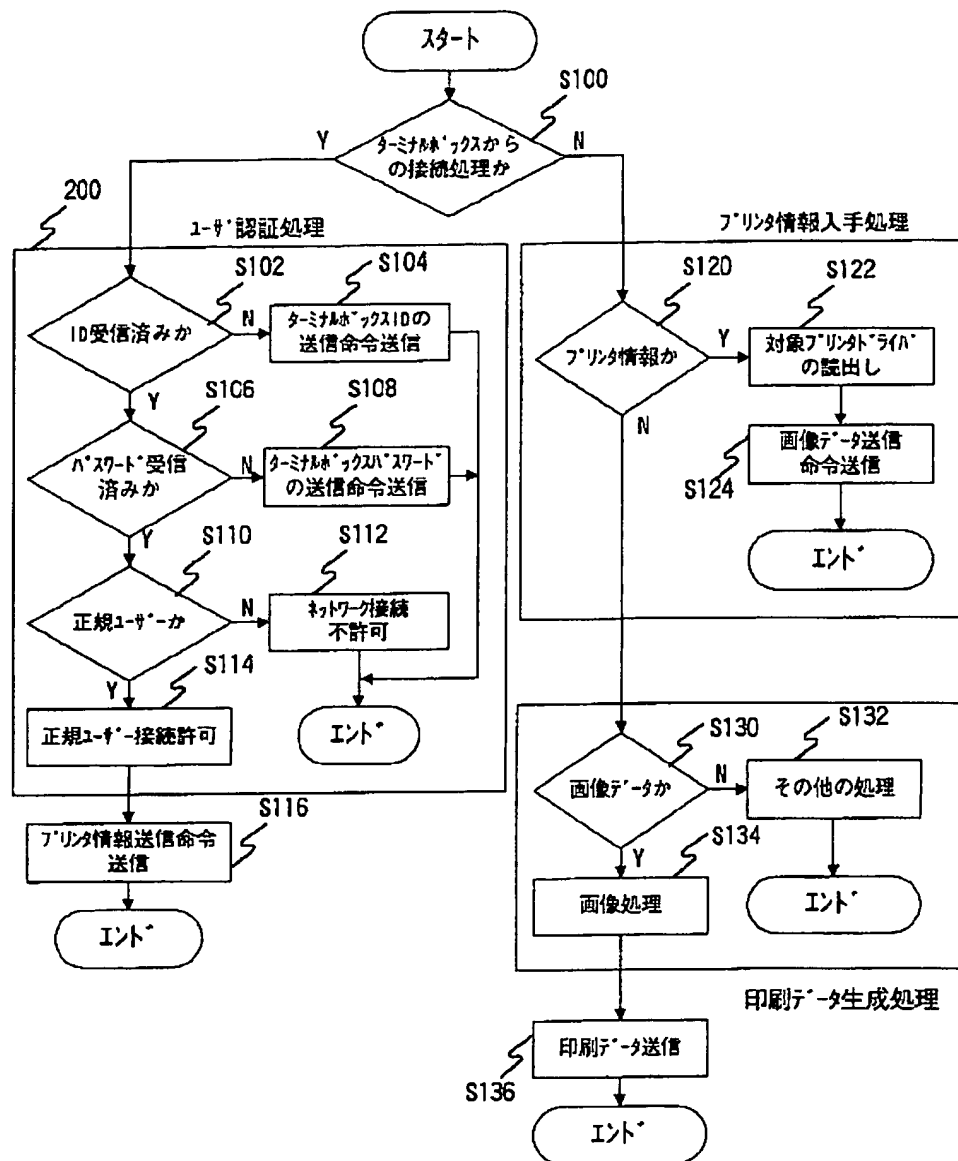 スタート
S100
ターミナルボックスから
の接続処理か
Y
N
200
ユーザ認証処理
S102
ID受信済みか
N
S104
ターミナルボックスIDの
送信命令送信
Y
S106
パスワード受信
済みか
N
S108
ターミナルボックスパスワード
の送信命令送信
Y
S110
正規ユーザーか
N
S112
ネットワーク接続
不許可
エンド
Y
S114
正規ユーザー接続許可
S116
プリンタ情報送信命令
送信
エンド
プリンタ情報入手処理
S120
プリンタ情報か
Y
S122
対象プリンタドライバ
の読出し
N
画像データ送信
命令送信
S124
エンド
S130
画像データか
N
S132
その他の処理
エンド
Y
S134
画像処理
印刷データ生成処理
印刷データ送信
S136
エンド